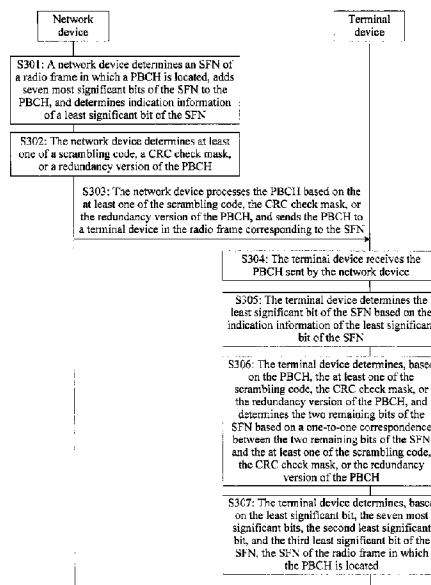 Network
device
Terminal
device
S301: A network device determines an SFN of
a radio frame in which a PBCH is located, adds
seven most significant bits of the SFN to the
PBCH, and determines indication information
of a least significant bit of the SFN
S302: The network device determines at least
one of a scrambling code, a CRC check mask,
or a redundancy version of the PBCH
S303: The network device processes the PBCH based on the
at least one of the scrambling code, the CRC check mask, or
the redundancy version of the PBCH, and sends the PBCH to
a terminal device in the radio frame corresponding to the SFN
S304: The terminal device receives the
PBCH sent by the network device
S305: The terminal device determines the
least significant bit of the SFN based on the
indication information of the least significant
bit of the SFN
S306: The terminal device determines, based
on the PBCH, the at least one of the
scrambling code, the CRC check mask, or
the redundancy version of the PBCH, and
determines the two remaining bits of the
SFN based on a one-to-one correspondence
between the two remaining bits of the SFN
and the at least one of the scrambling code,
the CRC check mask, or the redundancy
version of the PBCH
S307: The terminal device determines, based
on the least significant bit, the seven most
significant bits, the second least significant
bit, and the third least significant bit of the
SFN, the SFN of the radio frame in which
the PBCH is located